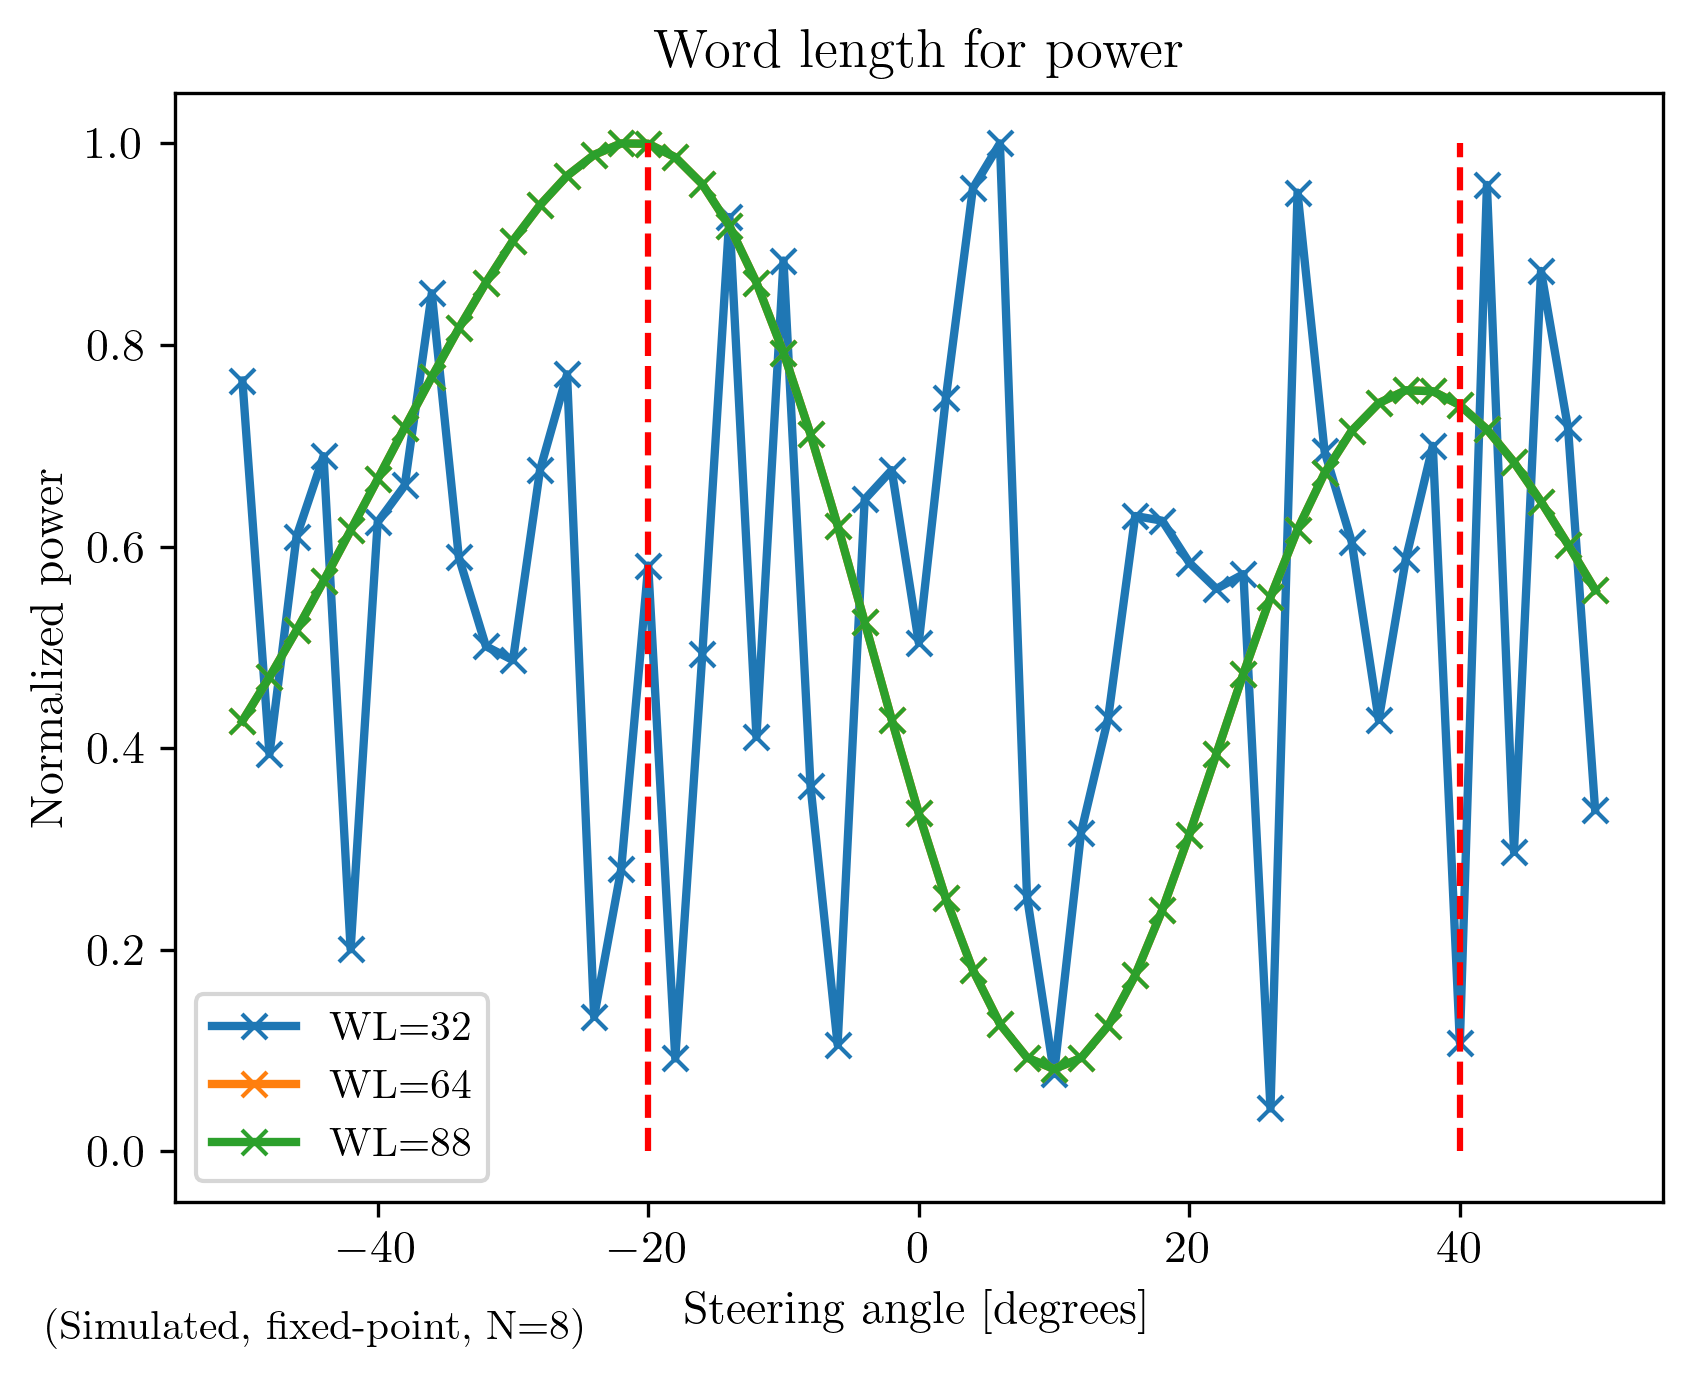 Word length for power
Normalized power
1.0
0.8
0.6
0.4
0.2
0.0
WL=32
WL=64
WL=88
−40
−20
0
20
40
Steering angle [degrees]
(Simulated, fixed-point, N=8)